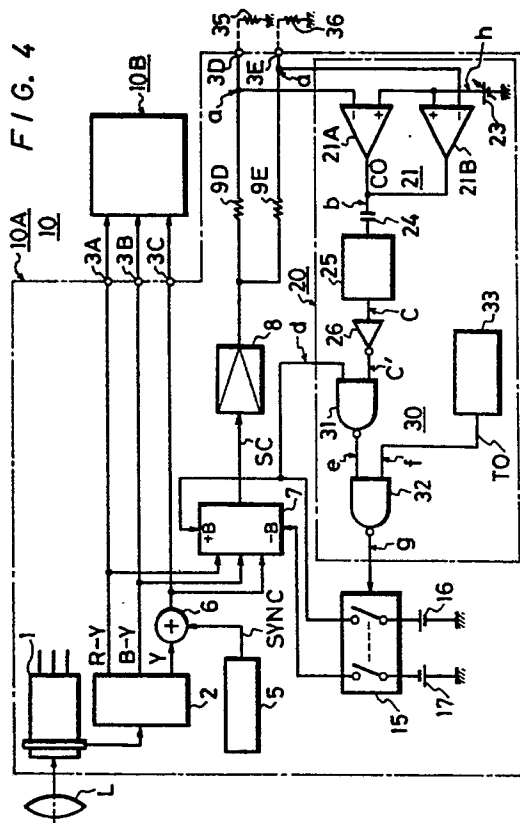 FIG. 4
10A
10
10B
3A
3B
3C
R-Y
B-Y
Y
1
2
L
5
6
SYNC
+B
-B
7
SC
8
9D
9E
a
3D
3E
d
35
36
d
20
21A
21B
21
CO
b
24
h
23
25
26
C
C'
31
30
e
f
32
33
TO
g
15
16
17